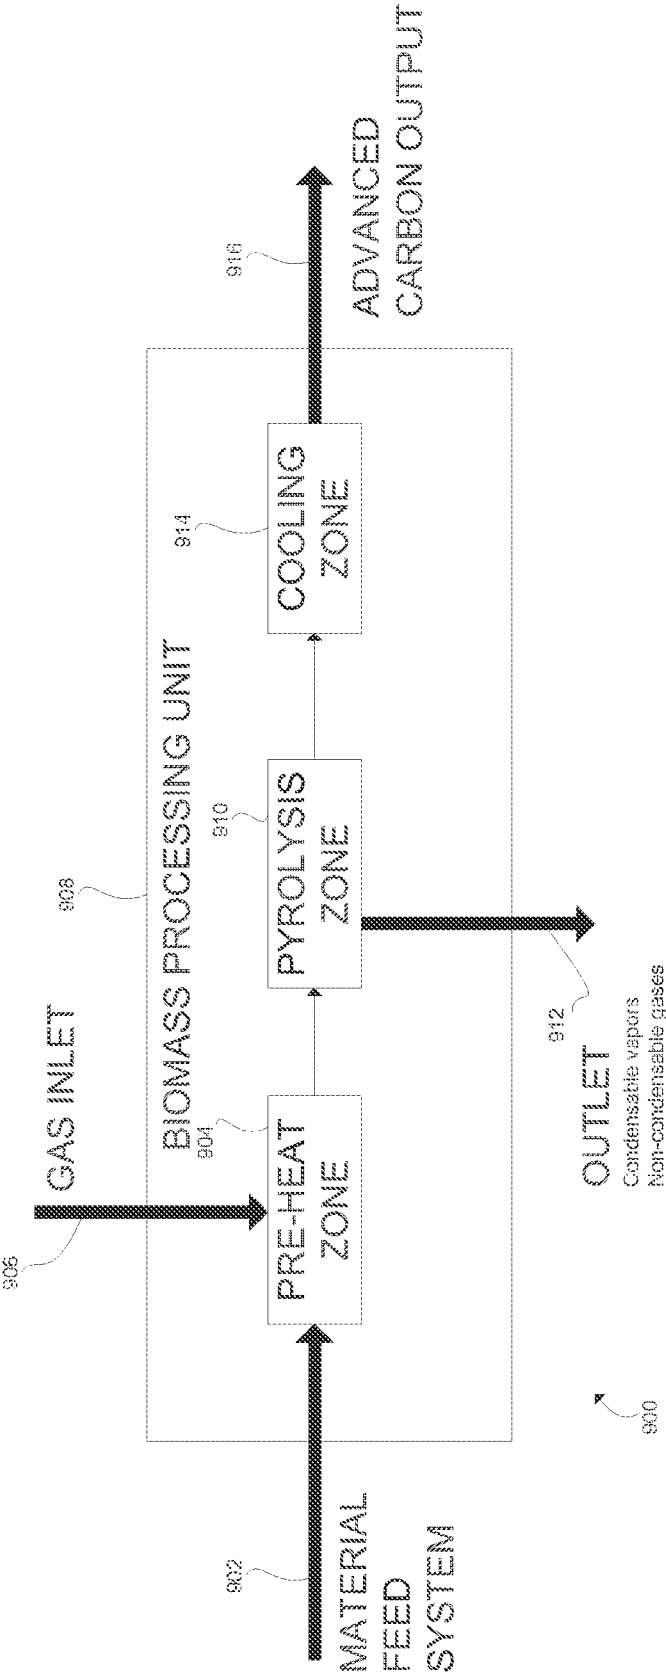 GAS INLET
906
908
BIOMASS PROCESSING UNIT
902
MATERIAL
FEED
SYSTEM
904
PRE-HEAT
ZONE
910
PYROLYSIS
ZONE
914
COOLING
ZONE
916
ADVANCED
CARBON OUTPUT
912
OUTLET
Condensable vapors
Non-condensable gases
900